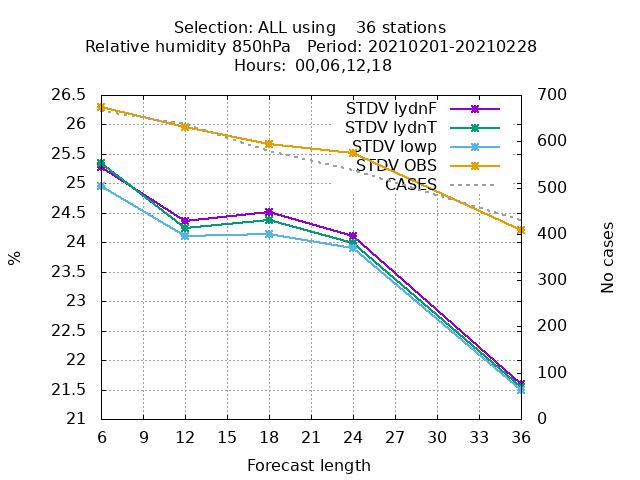 Selection: ALL using    36 stations
Relative humidity 850hPa   Period: 20210201-20210228
Hours: 00,06,12,18
STDV lydnF
STDV lydnT
STDV lowp
STDV OBS
CASES
26.5
26
25.5
25
24.5
24
23.5
23
22.5
22
21.5
21
%
700
600
500
400
300
200
100
0
No cases
6 9 12 15 18 21 24 27 30 33 36
Forecast length